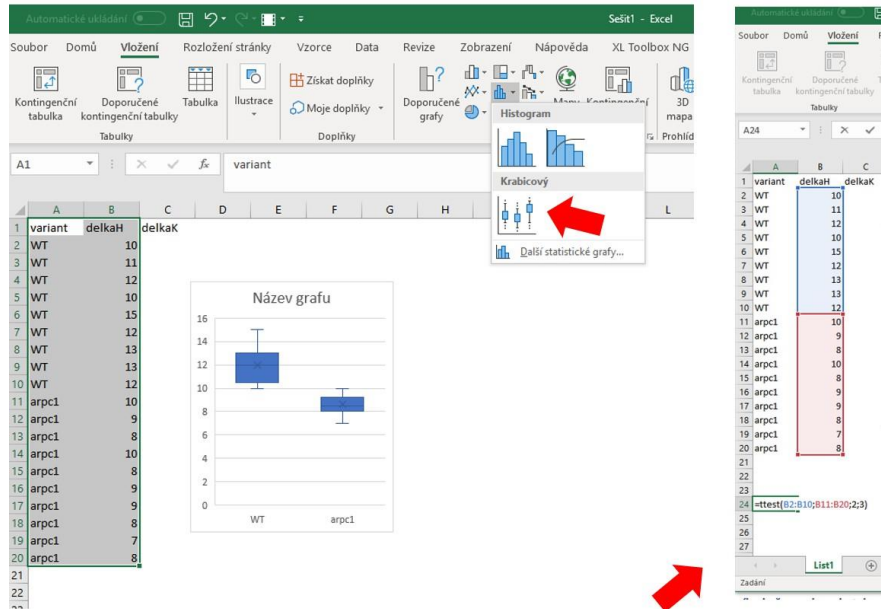 Automatické ukládání
Sešit1 - Excel
Soubor Domů Vložení Rozložení stránky Vzorce Data Revize Zobrazení Nápověda XL Toolbox NG
Kontingenční tabulka
Doporučené kontingenční tabulky
Tabulka
Ilustrace
Získat doplňky
Moje doplňky
Doporučené grafy
Mapy
Kontingenční
3D mapa
Tabulky
Doplňky
Prohlíd
Histogram
Krabicový
Další statistické grafy...
A1
fx
variant
A B C D E F G H L
1 variant delkaH delkaK
2 WT 10
3 WT 11
4 WT 12
5 WT 10
6 WT 15
7 WT 12
8 WT 13
9 WT 13
10 WT 12
11 arpc1 10
12 arpc1 9
13 arpc1 8
14 arpc1 10
15 arpc1 8
16 arpc1 9
17 arpc1 9
18 arpc1 8
19 arpc1 7
20 arpc1 8
21
22
Název grafu
16
14
12
10
8
6
4
2
0
WT arpc1
Automatické ukládání
Soubor Domů Vložení
Kontingenční tabulka
Doporučené kontingenční tabulky
Tabulky
A24
A B C
1 variant delkaH delkaK
2 WT 10
3 WT 11
4 WT 12
5 WT 10
6 WT 15
7 WT 12
8 WT 13
9 WT 13
10 WT 12
11 arpc1 10
12 arpc1 9
13 arpc1 8
14 arpc1 10
15 arpc1 8
16 arpc1 9
17 arpc1 9
18 arpc1 8
19 arpc1 7
20 arpc1 8
21
22
23
24 =ttest(B2:B10;B11:B20;2;3)
25
26
27
List1
Zadání